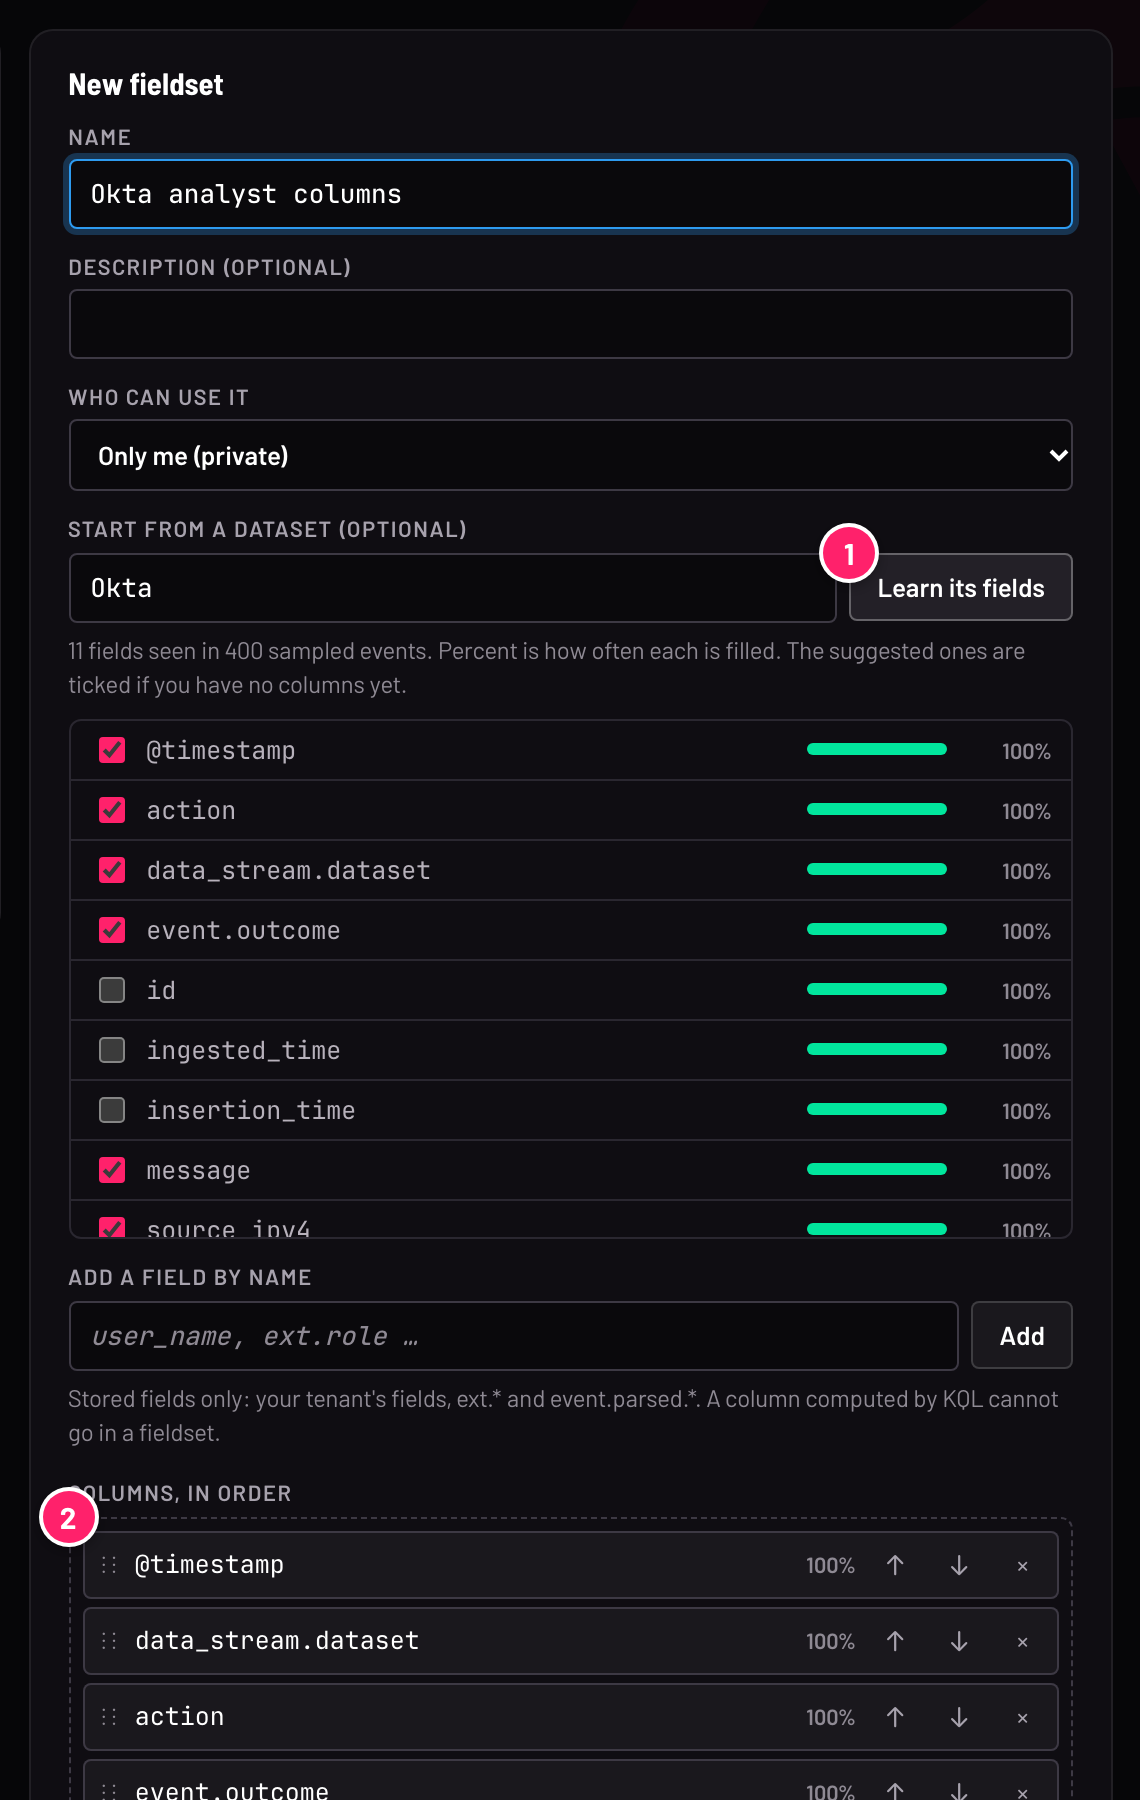 New fieldset
NAME
Okta analyst columns
DESCRIPTION (OPTIONAL)
WHO CAN USE IT
Only me (private)
START FROM A DATASET (OPTIONAL)
1
Okta
Learn its fields
11 fields seen in 400 sampled events. Percent is how often each is filled. The suggested ones are
ticked if you have no columns yet.
@timestamp 100%
action 100%
data_stream.dataset 100%
event.outcome 100%
id 100%
ingested_time 100%
insertion_time 100%
message 100%
source_ipv4 100%
ADD A FIELD BY NAME
user_name, ext.role …
Add
Stored fields only: your tenant's fields, ext.* and event.parsed.*. A column computed by KQL cannot
go in a fieldset.
COLUMNS, IN ORDER
2
@timestamp 100% ↑ ↓ ×
data_stream.dataset 100% ↑ ↓ ×
action 100% ↑ ↓ ×
event.outcome 100% ↑ ↓ ×